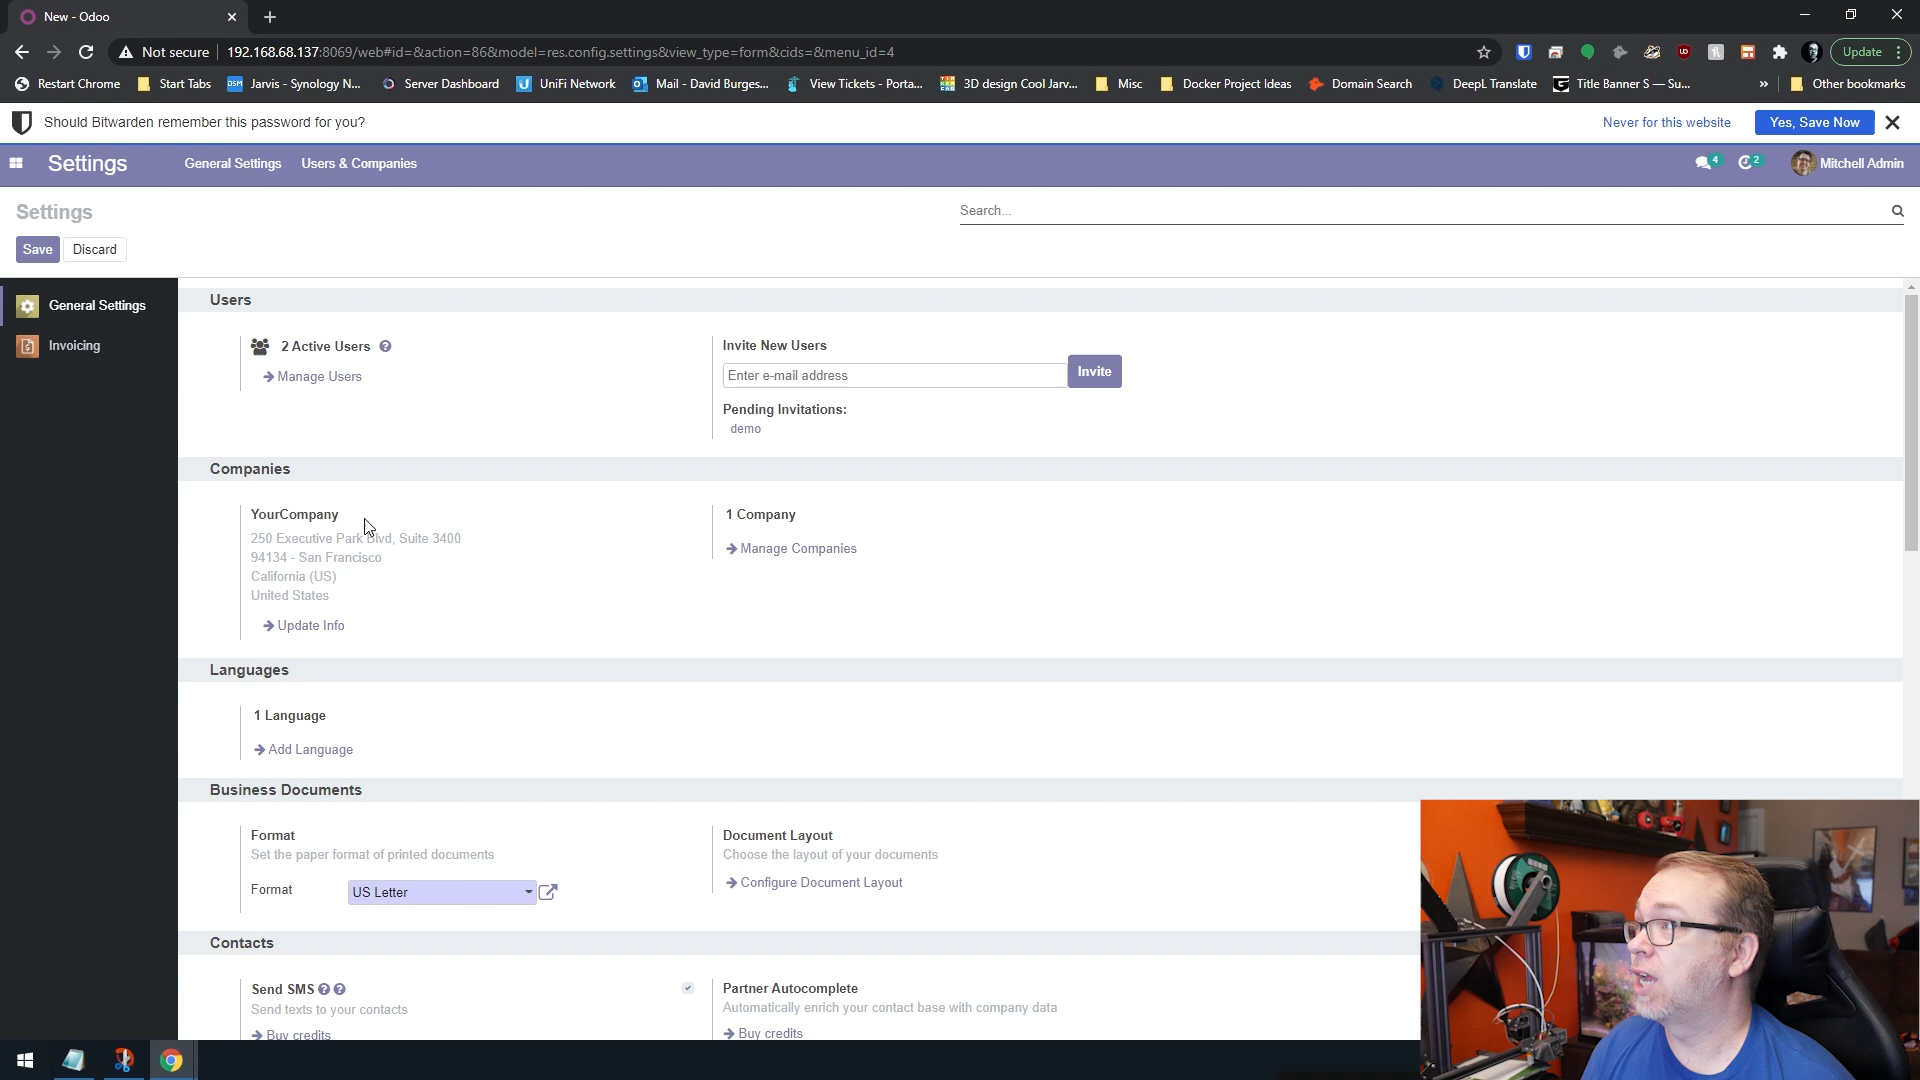 New - Odoo
Not secure 192.168.68.137:8069/web#id=&action=86&model=res.config.settings&view_type=form&cids=&menu_id=4
Update
Restart Chrome Start Tabs Jarvis - Synology N... Server Dashboard UniFi Network Mail - David Burges... View Tickets - Porta... 3D design Cool Jarv... Misc Docker Project Ideas Domain Search DeepL Translate Title Banner S — Su... » Other bookmarks
Should Bitwarden remember this password for you? Never for this website Yes, Save Now
Settings General Settings Users & Companies 4 2 Mitchell Admin
Settings Search...
Save Discard
General Settings
Invoicing
Users
2 Active Users
Manage Users
Invite New Users
Enter e-mail address Invite
Pending Invitations:
demo
Companies
YourCompany
250 Executive Park Blvd, Suite 3400
94134 - San Francisco
California (US)
United States
Update Info
1 Company
Manage Companies
Languages
1 Language
Add Language
Business Documents
Format
Set the paper format of printed documents
Format US Letter
Document Layout
Choose the layout of your documents
Configure Document Layout
Contacts
Send SMS
Send texts to your contacts
Buy credits
Partner Autocomplete
Automatically enrich your contact base with company data
Buy credits